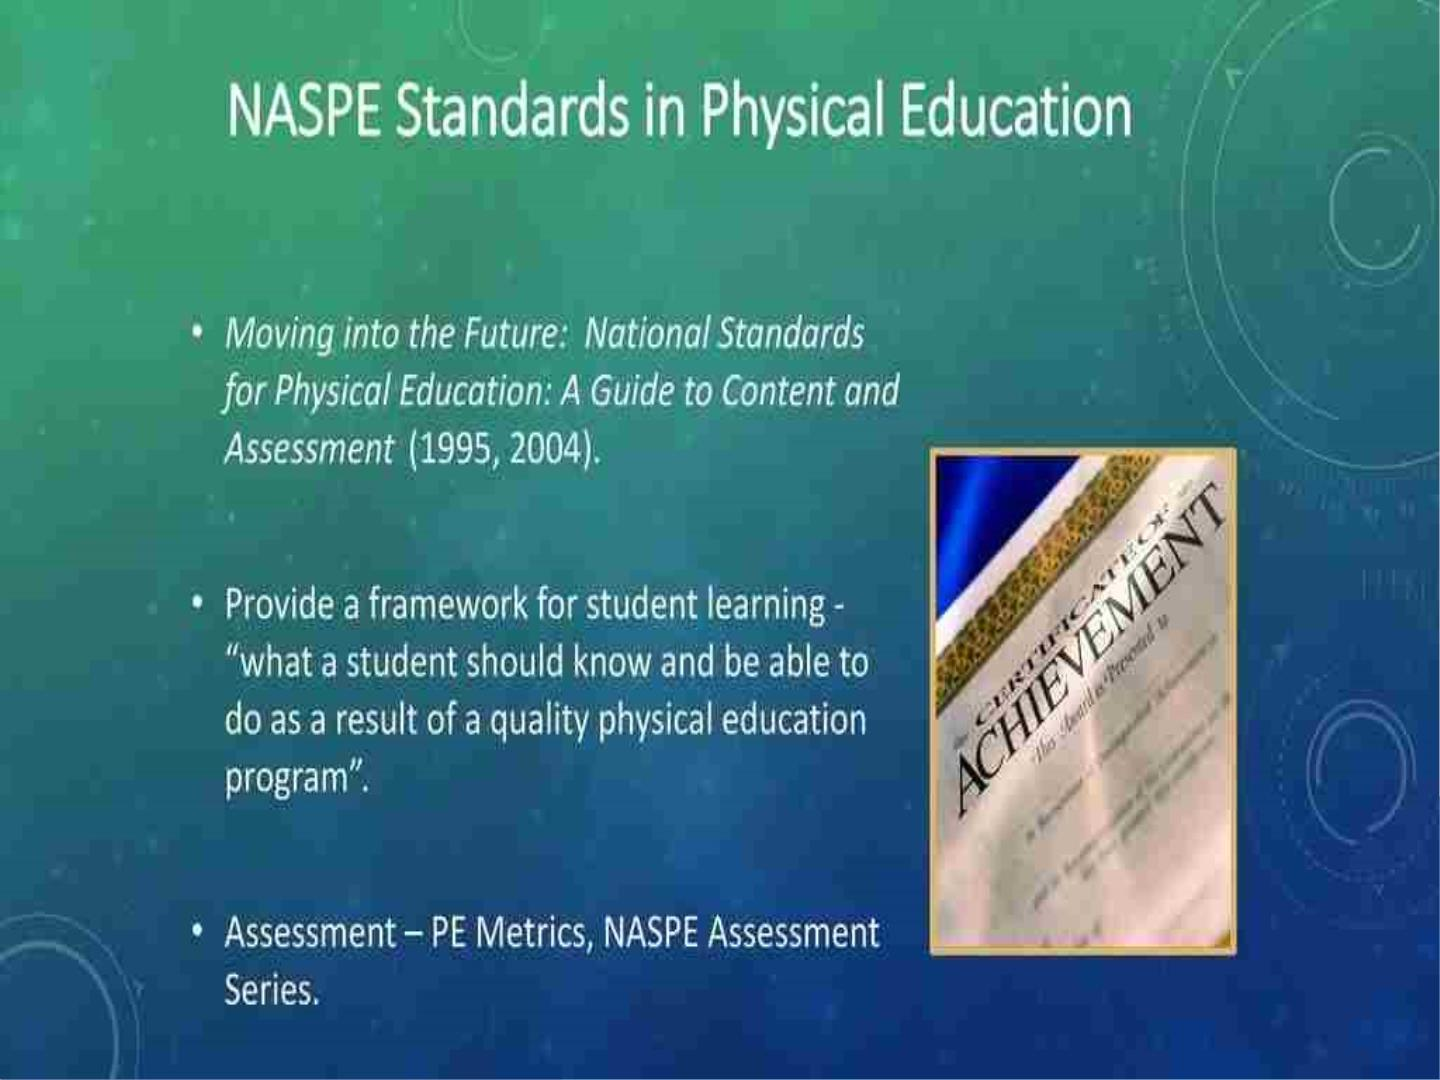 NASPE Standards in Physical Education
• Moving into the Future: National Standards
for Physical Education: A Guide to Content and
Assessment (1995, 2004).
• Provide a framework for student learning -
“what a student should know and be able to
do as a result of a quality physical education
program”.
• Assessment – PE Metrics, NASPE Assessment
Series.
CERTIFICATE OF
ACHIEVEMENT
This Award is Presented to